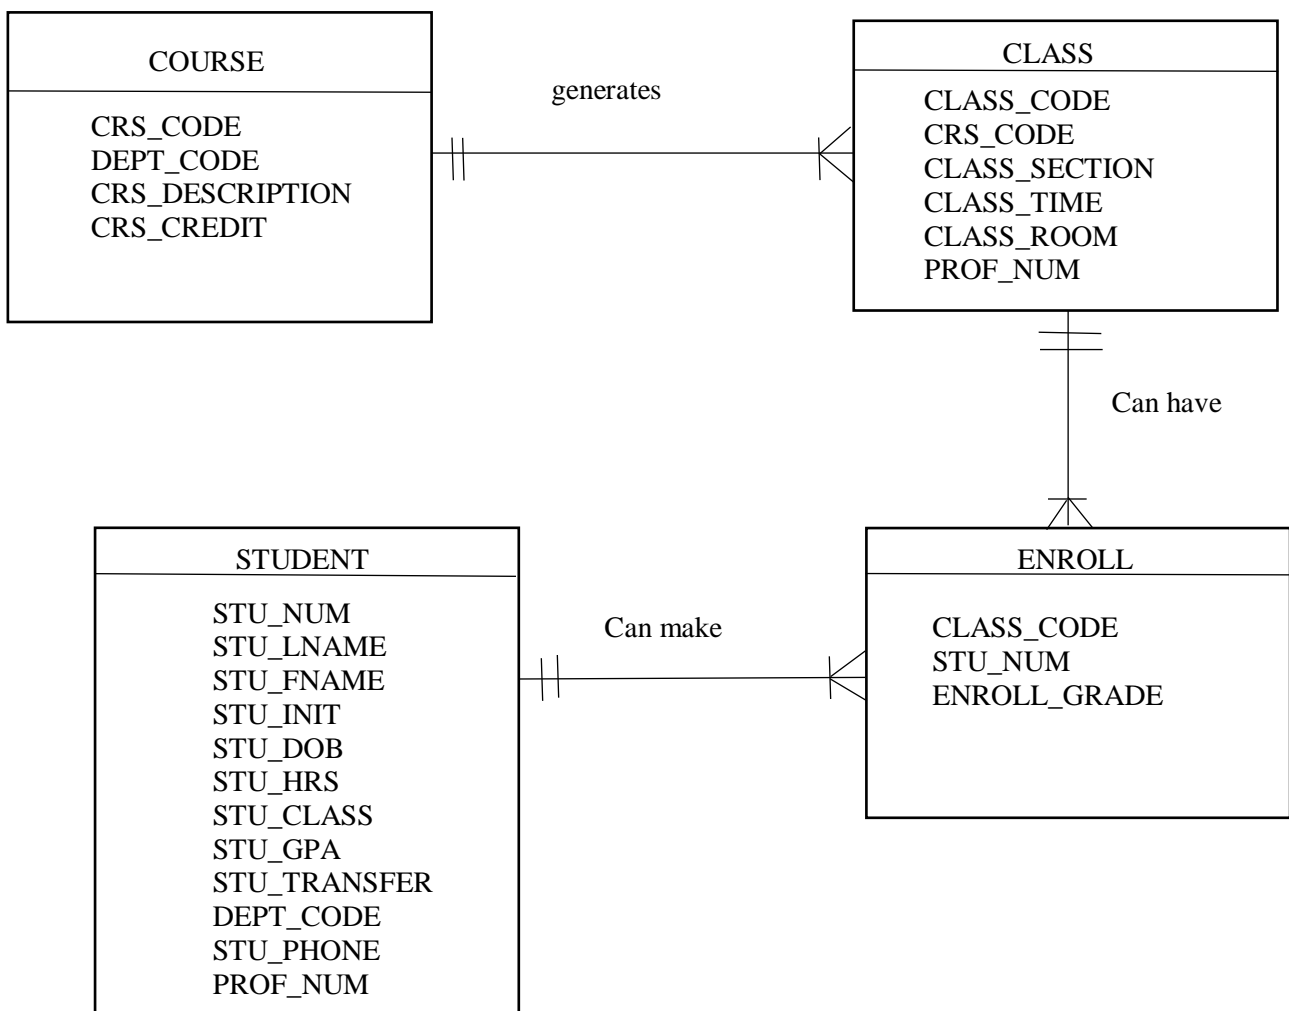 COURSE
CRS_CODE
DEPT_CODE
CRS_DESCRIPTION
CRS_CREDIT
generates
CLASS
CLASS_CODE
CRS_CODE
CLASS_SECTION
CLASS_TIME
CLASS_ROOM
PROF_NUM
Can have
STUDENT
STU_NUM
STU_LNAME
STU_FNAME
STU_INIT
STU_DOB
STU_HRS
STU_CLASS
STU_GPA
STU_TRANSFER
DEPT_CODE
STU_PHONE
PROF_NUM
Can make
ENROLL
CLASS_CODE
STU_NUM
ENROLL_GRADE